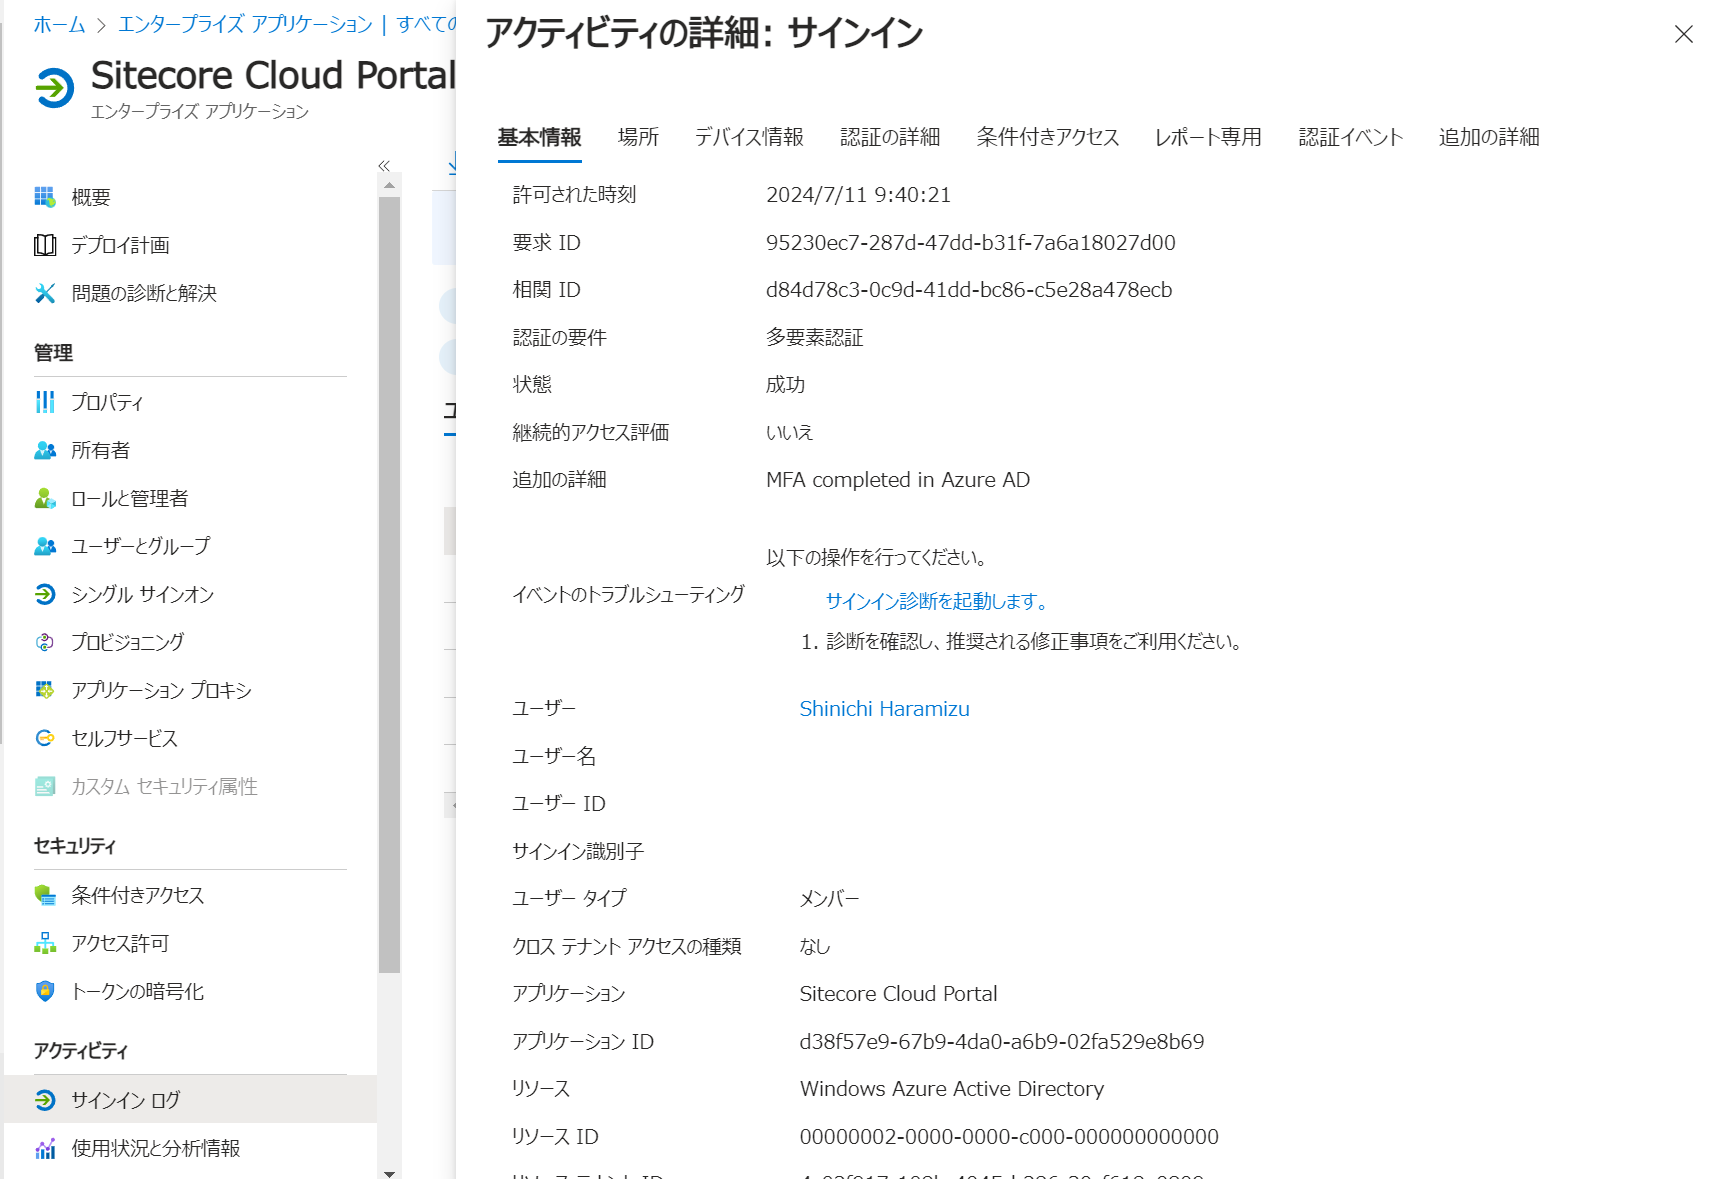 ホーム > エンタープライズ アプリケーション | すべての
Sitecore Cloud Portal
エンタープライズ アプリケーション
概要
デプロイ計画
問題の診断と解決
管理
プロパティ
所有者
ロールと管理者
ユーザーとグループ
シングル サインオン
プロビジョニング
アプリケーション プロキシ
セルフサービス
カスタム セキュリティ属性
セキュリティ
条件付きアクセス
アクセス許可
トークンの暗号化
アクティビティ
サインイン ログ
使用状況と分析情報
アクティビティの詳細: サインイン
基本情報 場所 デバイス情報 認証の詳細 条件付きアクセス レポート専用 認証イベント 追加の詳細
許可された時刻 2024/7/11 9:40:21
要求 ID 95230ec7-287d-47dd-b31f-7a6a18027d00
相関 ID d84d78c3-0c9d-41dd-bc86-c5e28a478ecb
認証の要件 多要素認証
状態 成功
継続的アクセス評価 いいえ
追加の詳細 MFA completed in Azure AD
以下の操作を行ってください。
イベントのトラブルシューティング サインイン診断を起動します。
1. 診断を確認し、推奨される修正事項をご利用ください。
ユーザー Shinichi Haramizu
ユーザー名
ユーザー ID
サインイン識別子
ユーザー タイプ メンバー
クロス テナント アクセスの種類 なし
アプリケーション Sitecore Cloud Portal
アプリケーション ID d38f57e9-67b9-4da0-a6b9-02fa529e8b69
リソース Windows Azure Active Directory
リソース ID 00000002-0000-0000-c000-000000000000